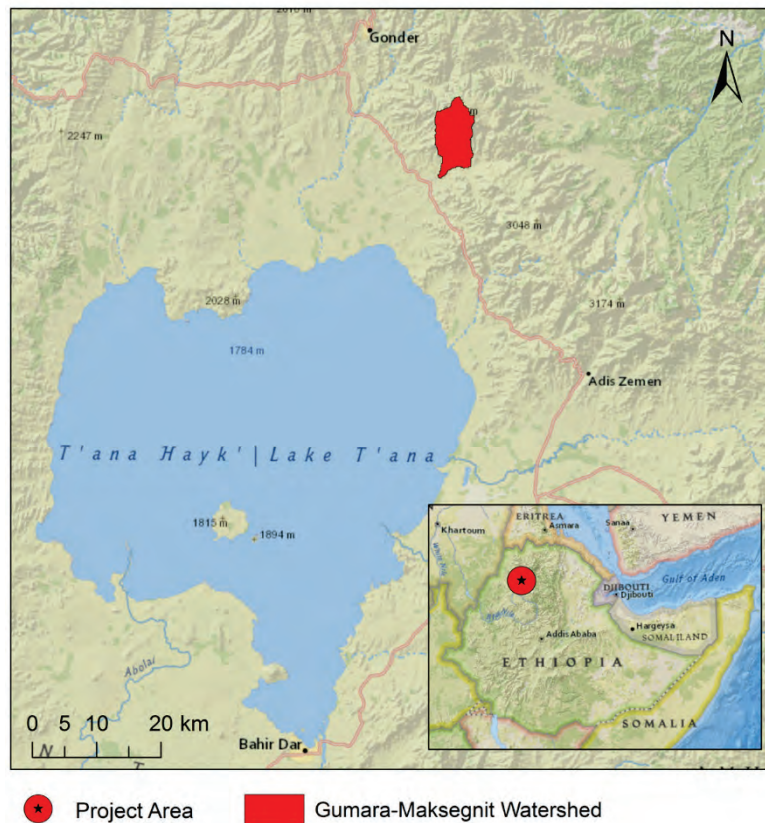 Gonder
N
2247 m
3048 m
2028 m
3174 m
1784 m
Adis Zemen
T'ana Hayk' | Lake T'ana
1815 m
1894 m
Abolai
0 5 10 20 km
Bahir Dar
Khartoum
ERITREA
Asmara
Sanaa
YEMEN
DJIBOUTI
Djibouti
Gulf of Aden
Addis Ababa
Hargeysa
SOMALILAND
ETHIOPIA
SOMALIA
Project Area
Gumara-Maksegnit Watershed